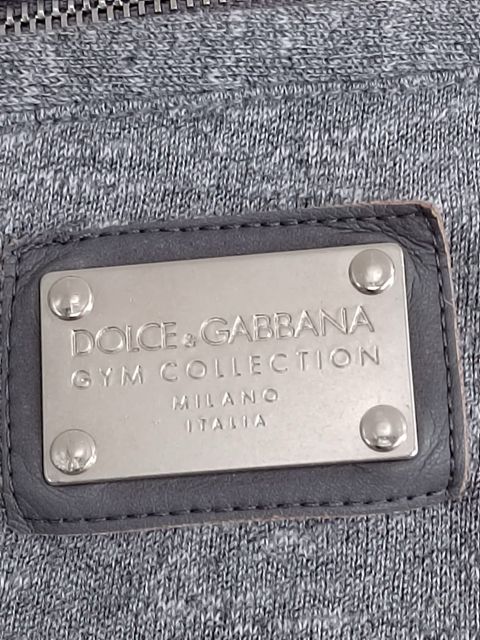 DOLCE & GABBANA
GYM COLLECTION
MILANO
ITALIA